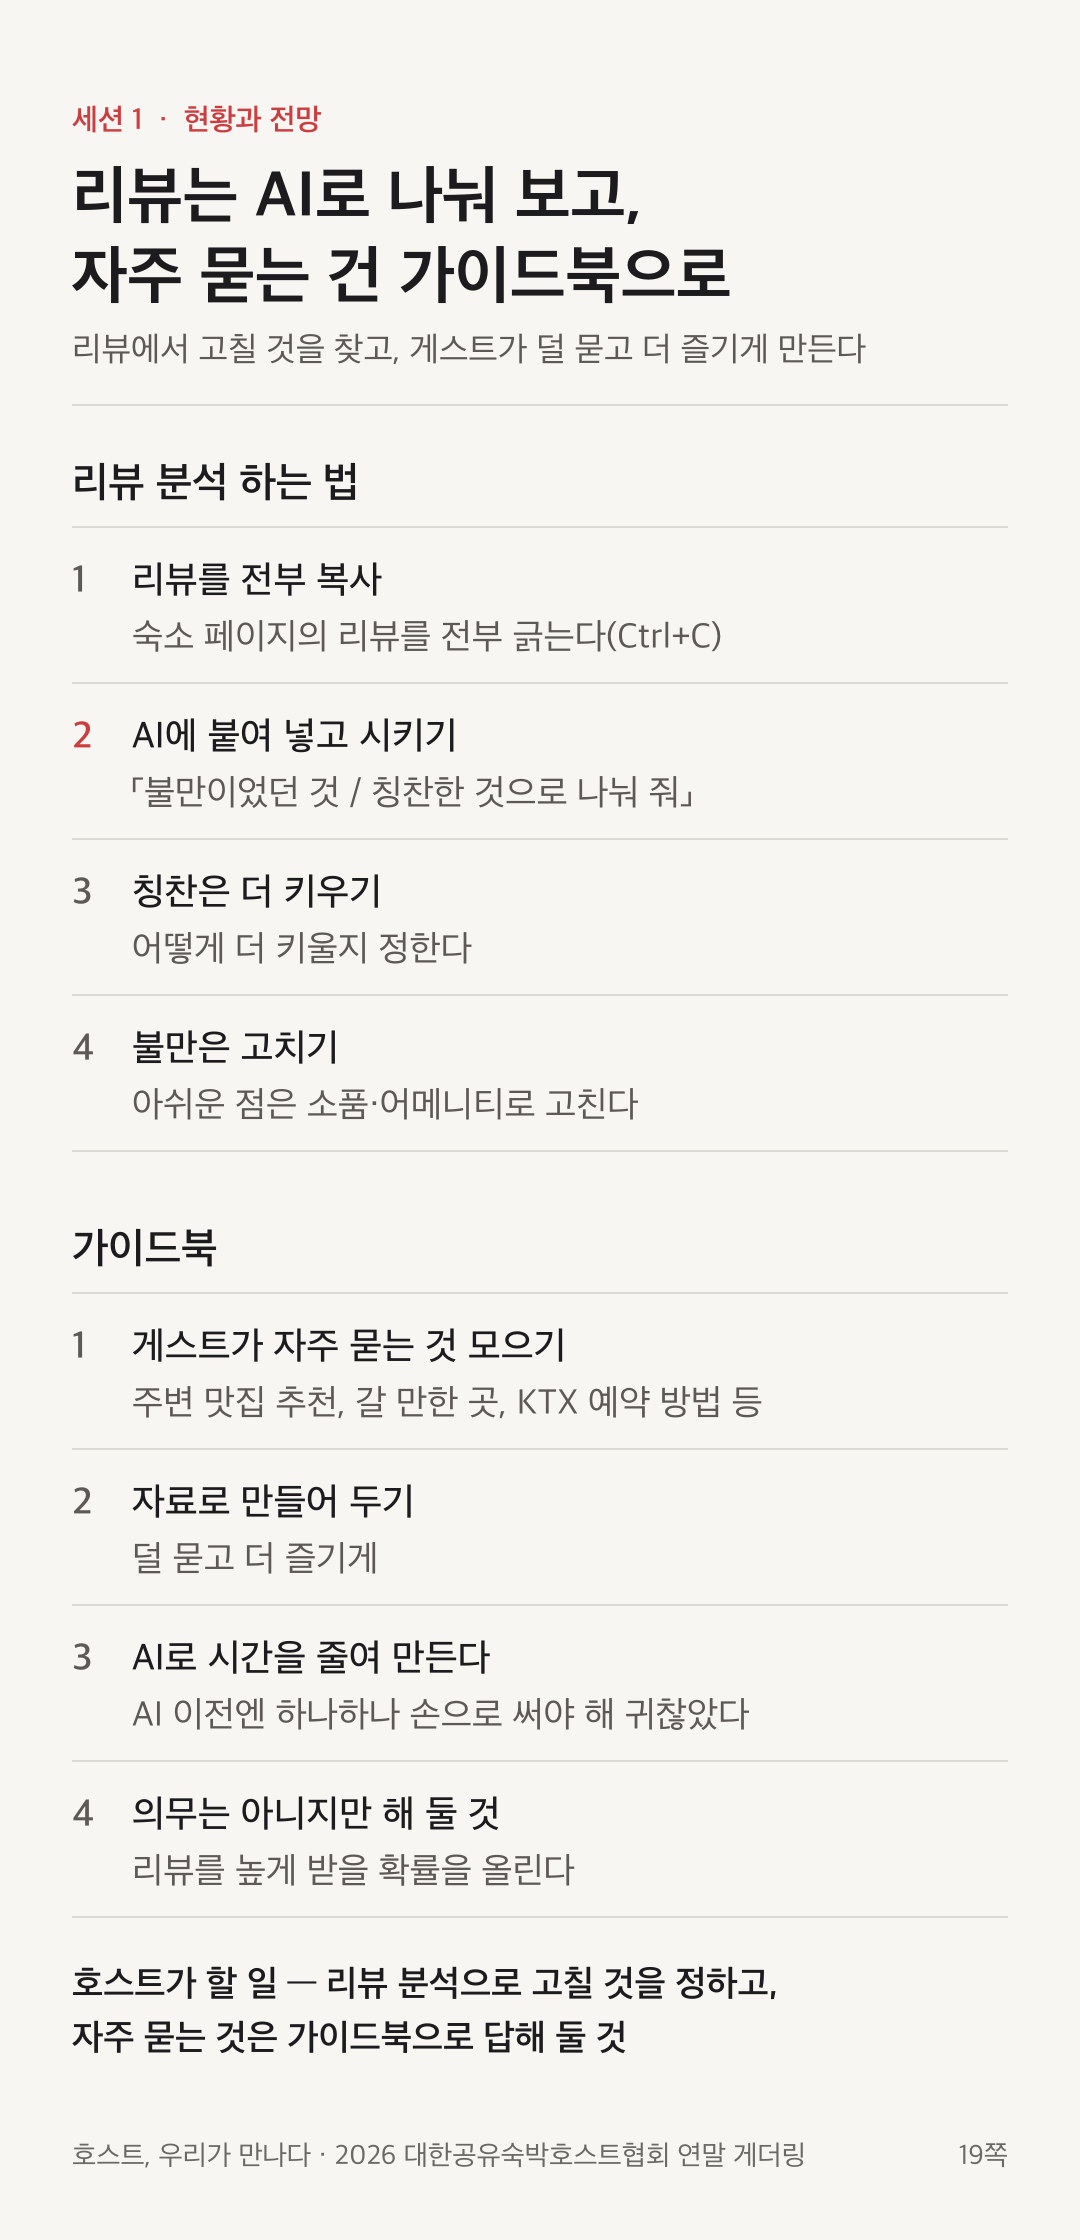 세션 1 · 현황과 전망
리뷰는 AI로 나눠 보고,
자주 묻는 건 가이드북으로
리뷰에서 고칠 것을 찾고, 게스트가 덜 묻고 더 즐기게 만든다
리뷰 분석 하는 법
1 리뷰를 전부 복사
숙소 페이지의 리뷰를 전부 긁는다(Ctrl+C)
2 AI에 붙여 넣고 시키기
「불만이었던 것 / 칭찬한 것으로 나눠 줘」
3 칭찬은 더 키우기
어떻게 더 키울지 정한다
4 불만은 고치기
아쉬운 점은 소품·어메니티로 고친다
가이드북
1 게스트가 자주 묻는 것 모으기
주변 맛집 추천, 갈 만한 곳, KTX 예약 방법 등
2 자료로 만들어 두기
덜 묻고 더 즐기게
3 AI로 시간을 줄여 만든다
AI 이전엔 하나하나 손으로 써야 해 귀찮았다
4 의무는 아니지만 해 둘 것
리뷰를 높게 받을 확률을 올린다
호스트가 할 일 — 리뷰 분석으로 고칠 것을 정하고,
자주 묻는 것은 가이드북으로 답해 둘 것
호스트, 우리가 만나다 · 2026 대한공유숙박호스트협회 연말 게더링 19쪽